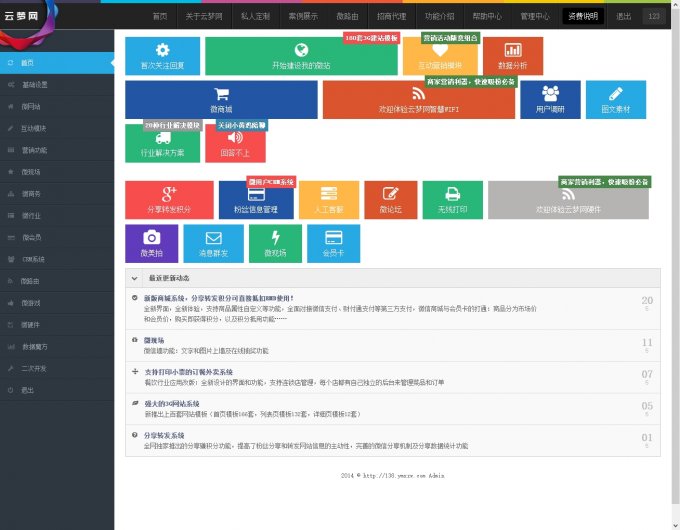 云梦网
首页 关于云梦网 私人定制 案例展示 微路由 招商代理 功能介绍 帮助中心 管理中心 资费说明 退出 123
首页
基础设置
微网站
互动模块
营销功能
微现场
微商务
微行业
微会员
CRM系统
微路由
微游戏
微硬件
数据魔方
二次开发
退出
首次关注回复
160套3G建站模板
开始建设我的微站
营销活动随意组合
互动营销模块
数据分析
微商城
商家营销利器，快速吸粉必备
欢迎体验云梦网智慧WIFI
用户调研
图文素材
20种行业解决模块
行业解决方案
关闭小黄鸡陪聊
回答不上
分享转发积分
微用户CRM系统
粉丝信息管理
人工客服
微论坛
无线打印
商家营销利器，快速吸粉必备
欢迎体验云梦网硬件
微美拍
消息群发
微现场
会员卡
最近更新动态
新版商城系统，分享转发积分可直接抵扣RMB使用！
全新界面，全新体验，支持商品属性自定义等功能，全面对接微信支付、财付通支付等第三方支付，微信商城与会员卡的打通：商品分为市场价
和会员价，购买即获得积分，以及积分抵用功能……
20
5
微现场
微信墙功能：文字和图片上墙及在线抽奖功能
11
5
支持打印小票的订餐外卖系统
餐饮行业应用改版：全新设计的界面和功能，支持连锁店管理，每个店都有自己独立的后台来管理菜品和订单
07
5
强大的3G网站系统
新推出上百套网站模板（首页模板166套，列表页模板132套，详细页模板12套）
05
5
分享转发系统
全网独家推出的分享赚积分功能，提高了粉丝分享和转发网站信息的主动性，完善的微信分享机制及分享数据统计功能
01
5